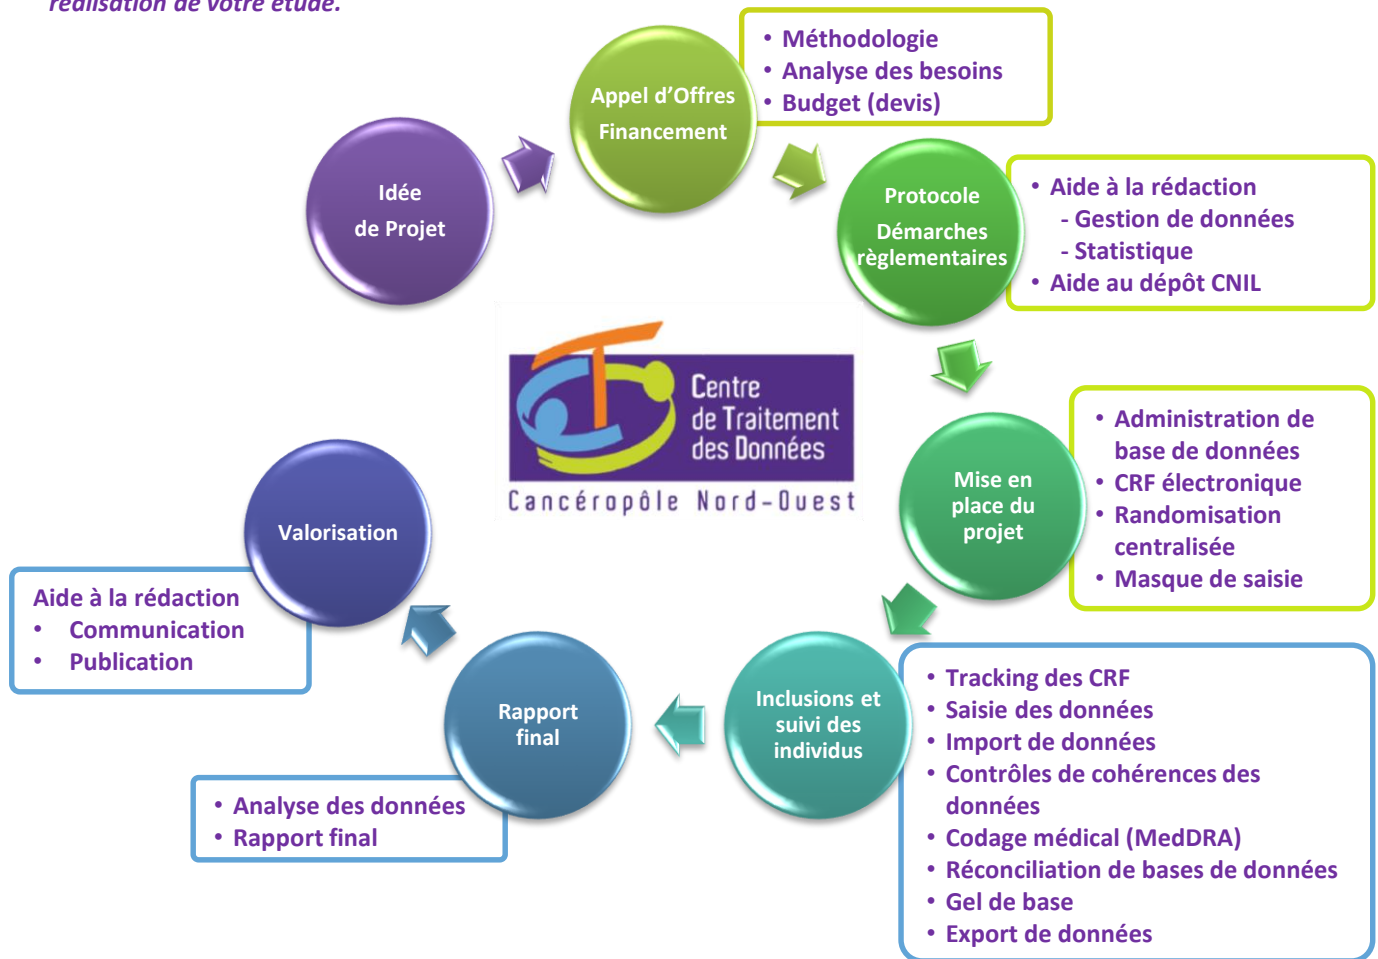 réalisation de votre étude.
Idée
de Projet
Appel d’Offres
Financement
• Méthodologie
• Analyse des besoins
• Budget (devis)
Protocole
Démarches
règlementaires
• Aide à la rédaction
- Gestion de données
- Statistique
• Aide au dépôt CNIL
Mise en
place du
projet
• Administration de
base de données
• CRF électronique
• Randomisation
centralisée
• Masque de saisie
Inclusions et
suivi des
individus
• Tracking des CRF
• Saisie des données
• Import de données
• Contrôles de cohérences des
données
• Codage médical (MedDRA)
• Réconciliation de bases de données
• Gel de base
• Export de données
Rapport
final
• Analyse des données
• Rapport final
Valorisation
Aide à la rédaction
• Communication
• Publication
Centre
de Traitement
des Données
Cancéropôle Nord-Ouest